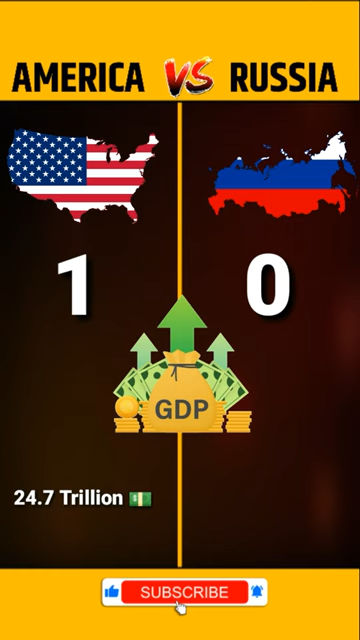 AMERICA VS RUSSIA
1 0
GDP
24.7 Trillion
SUBSCRIBE